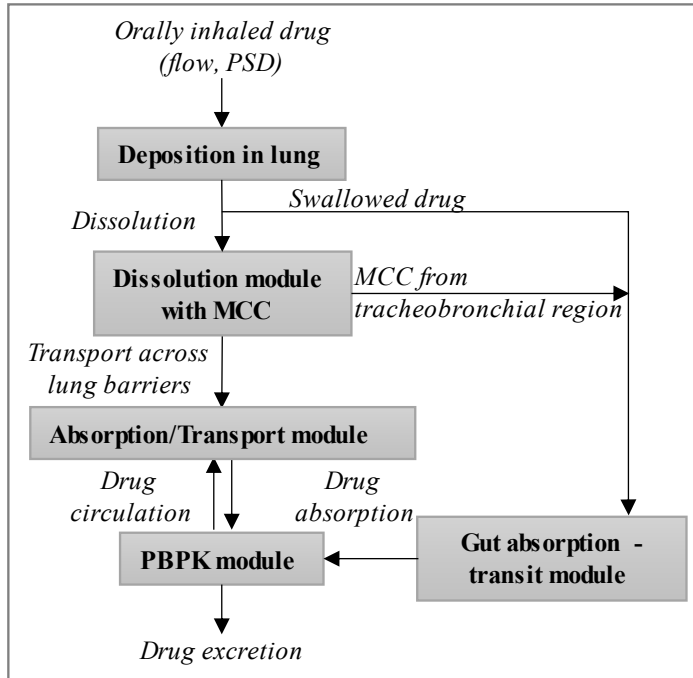 Orally inhaled drug
(flow, PSD)
Deposition in lung
Swallowed drug
Dissolution
Dissolution module
with MCC
MCC from
tracheobronchial region
Transport across
lung barriers
Absorption/Transport module
Drug
circulation
Drug
absorption
PBPK module
Gut absorption -
transit module
Drug excretion